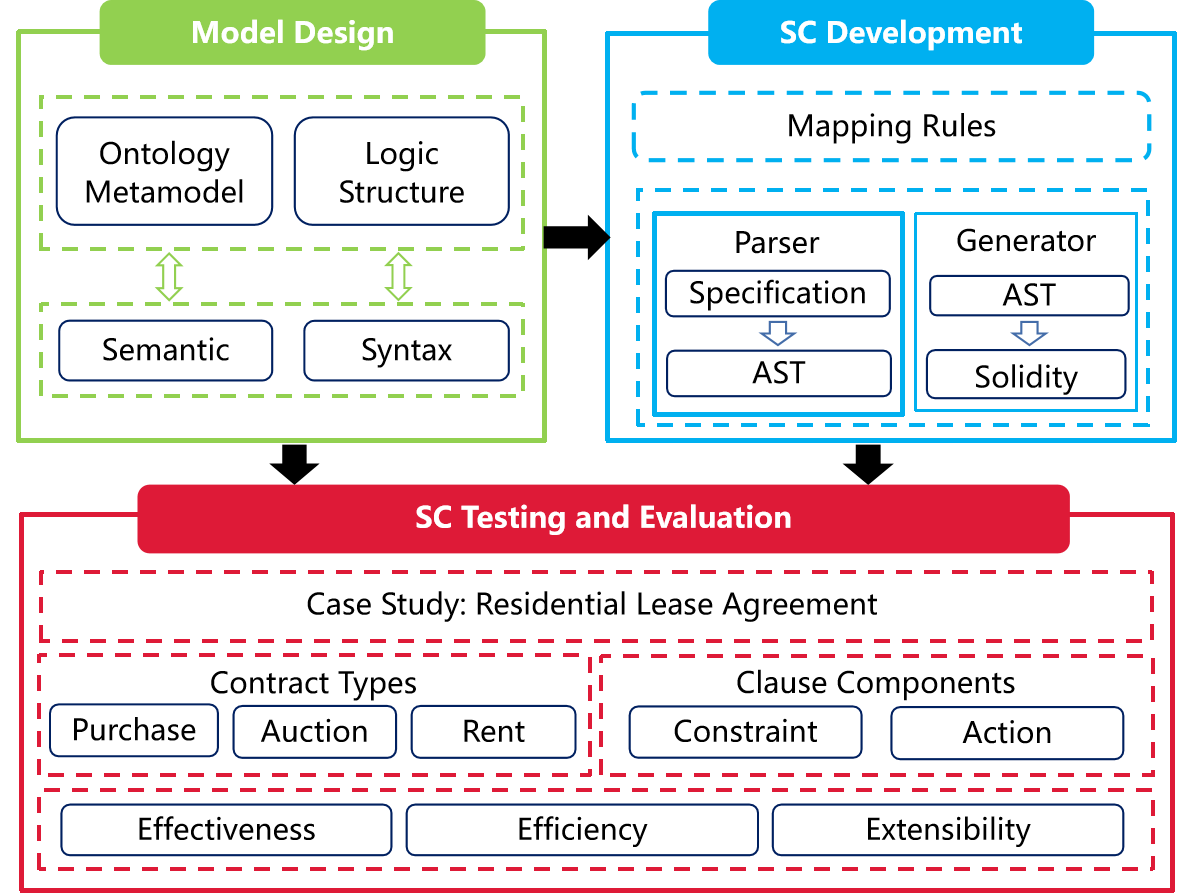 Model Design
Ontology
Metamodel
Logic
Structure
Semantic
Syntax
SC Development
Mapping Rules
Parser
Specification
AST
Generator
AST
Solidity
SC Testing and Evaluation
Case Study: Residential Lease Agreement
Contract Types
Purchase
Auction
Rent
Clause Components
Constraint
Action
Effectiveness
Efficiency
Extensibility